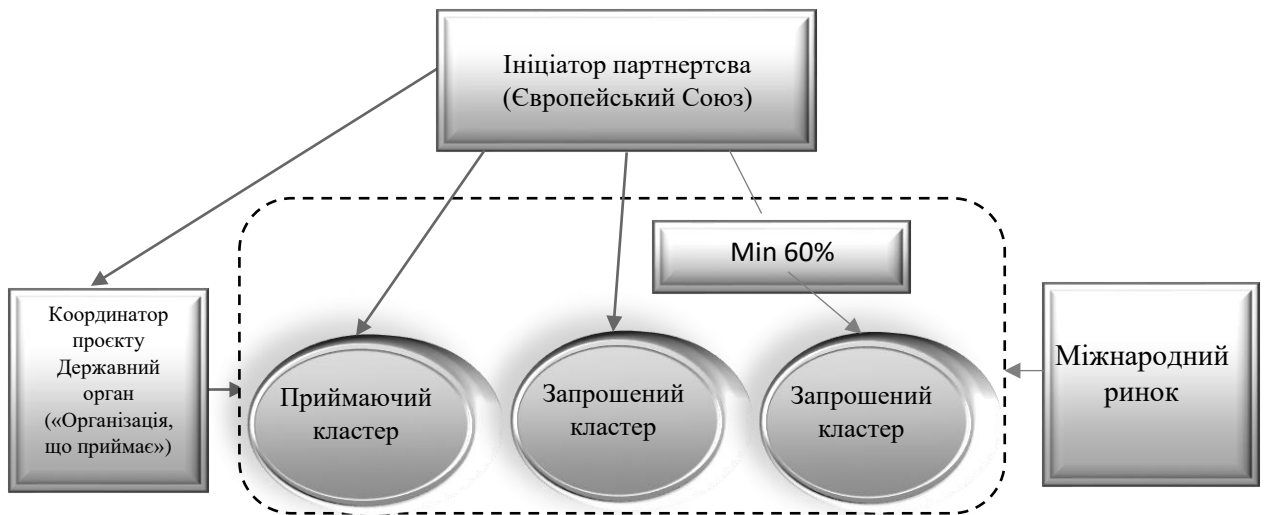 Ініціатор партнертсва
(Європейський Союз)
Min 60%
Координатор
проєкту
Державний
орган
(«Організація,
що приймає»)
Приймаючий
кластер
Запрошений
кластер
Запрошений
кластер
Міжнародний
ринок